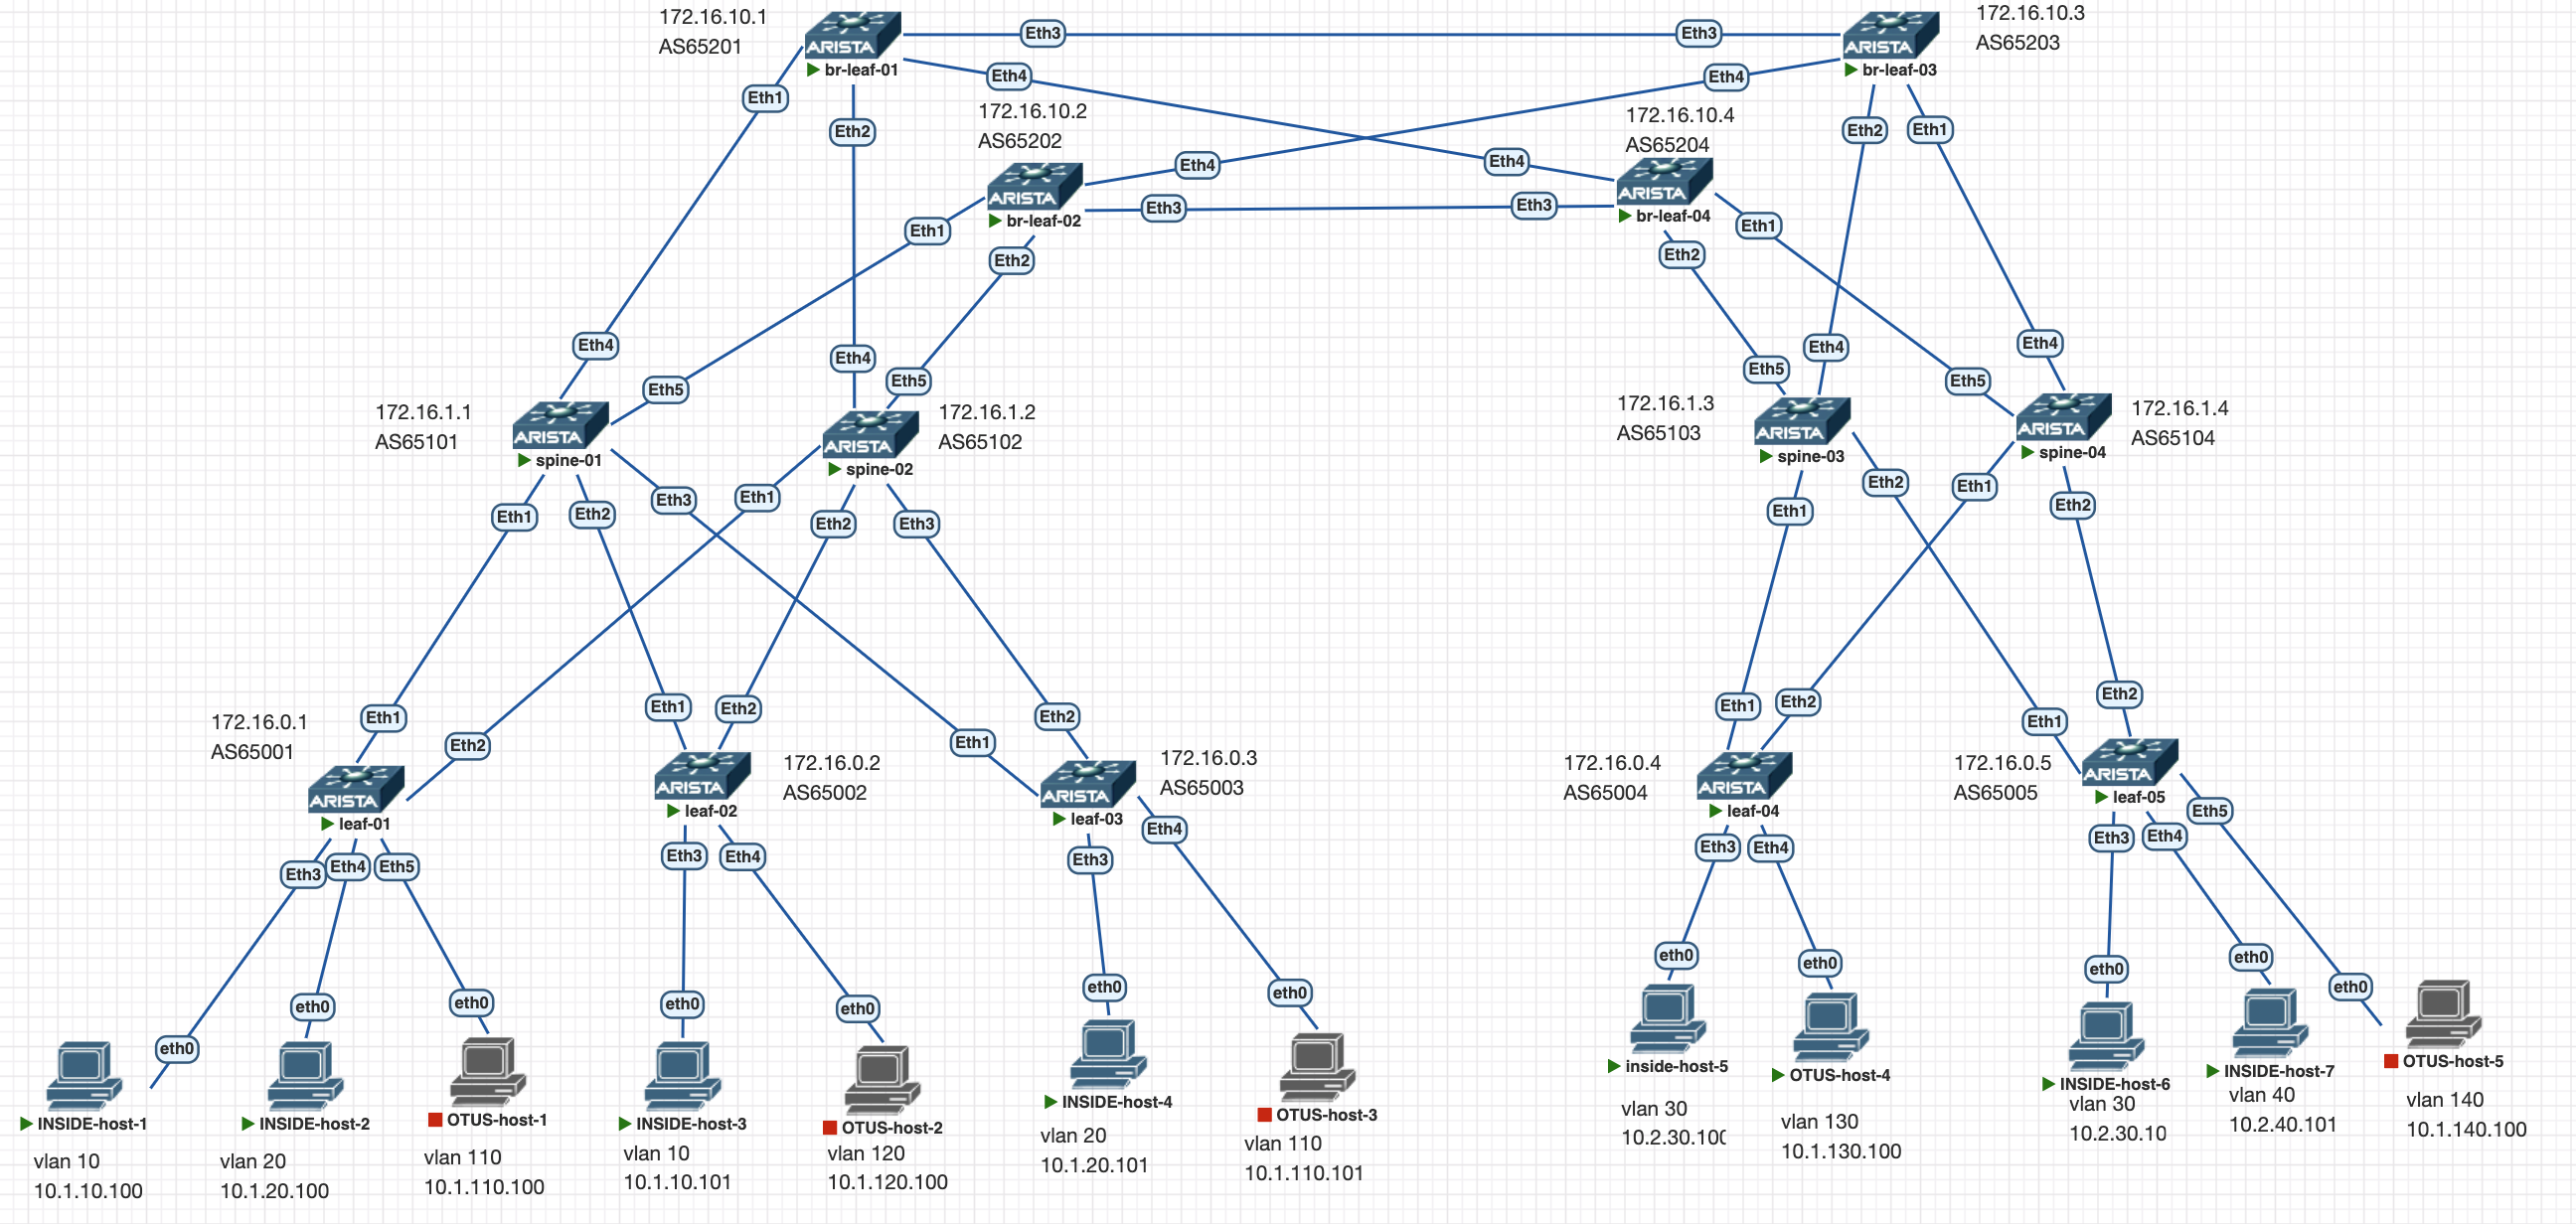 172.16.10.1
AS65201
ARISTA
br-leaf-01
Eth3
Eth3
ARISTA
br-leaf-03
172.16.10.3
AS65203
Eth1
Eth2
Eth4
Eth4
Eth2
Eth1
172.16.10.2
AS65202
ARISTA
br-leaf-02
Eth4
Eth3
Eth1
Eth2
172.16.10.4
AS65204
ARISTA
br-leaf-04
Eth4
Eth3
Eth1
Eth2
Eth4
Eth5
Eth4
Eth5
Eth5
Eth4
Eth5
Eth4
172.16.1.1
AS65101
ARISTA
spine-01
172.16.1.2
AS65102
ARISTA
spine-02
172.16.1.3
AS65103
ARISTA
spine-03
172.16.1.4
AS65104
ARISTA
spine-04
Eth1
Eth2
Eth3
Eth1
Eth2
Eth3
Eth1
Eth2
Eth1
Eth2
Eth1
Eth2
Eth1
Eth2
Eth1
Eth2
Eth1
Eth2
Eth1
Eth2
172.16.0.1
AS65001
ARISTA
leaf-01
172.16.0.2
AS65002
ARISTA
leaf-02
172.16.0.3
AS65003
ARISTA
leaf-03
172.16.0.4
AS65004
ARISTA
leaf-04
172.16.0.5
AS65005
ARISTA
leaf-05
Eth3
Eth4
Eth5
Eth3
Eth4
Eth3
Eth4
Eth3
Eth4
Eth3
Eth4
Eth5
eth0
eth0
eth0
eth0
eth0
eth0
eth0
eth0
eth0
eth0
eth0
eth0
INSIDE-host-1
vlan 10
10.1.10.100
INSIDE-host-2
vlan 20
10.1.20.100
OTUS-host-1
vlan 110
10.1.110.100
INSIDE-host-3
vlan 10
10.1.10.101
OTUS-host-2
vlan 120
10.1.120.100
INSIDE-host-4
vlan 20
10.1.20.101
OTUS-host-3
vlan 110
10.1.110.101
inside-host-5
vlan 30
10.2.30.100
OTUS-host-4
vlan 130
10.1.130.100
INSIDE-host-6
vlan 30
10.2.30.10
INSIDE-host-7
vlan 40
10.2.40.101
OTUS-host-5
vlan 140
10.1.140.100